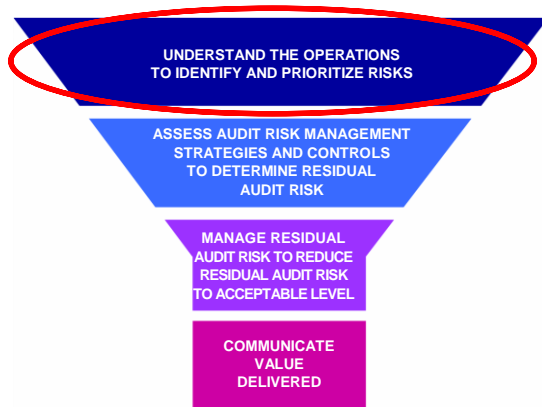 UNDERSTAND THE OPERATIONS
TO IDENTIFY AND PRIORITIZE RISKS
ASSESS AUDIT RISK MANAGEMENT
STRATEGIES AND CONTROLS
TO DETERMINE RESIDUAL
AUDIT RISK
MANAGE RESIDUAL
AUDIT RISK TO REDUCE
RESIDUAL AUDIT RISK
TO ACCEPTABLE LEVEL
COMMUNICATE
VALUE
DELIVERED